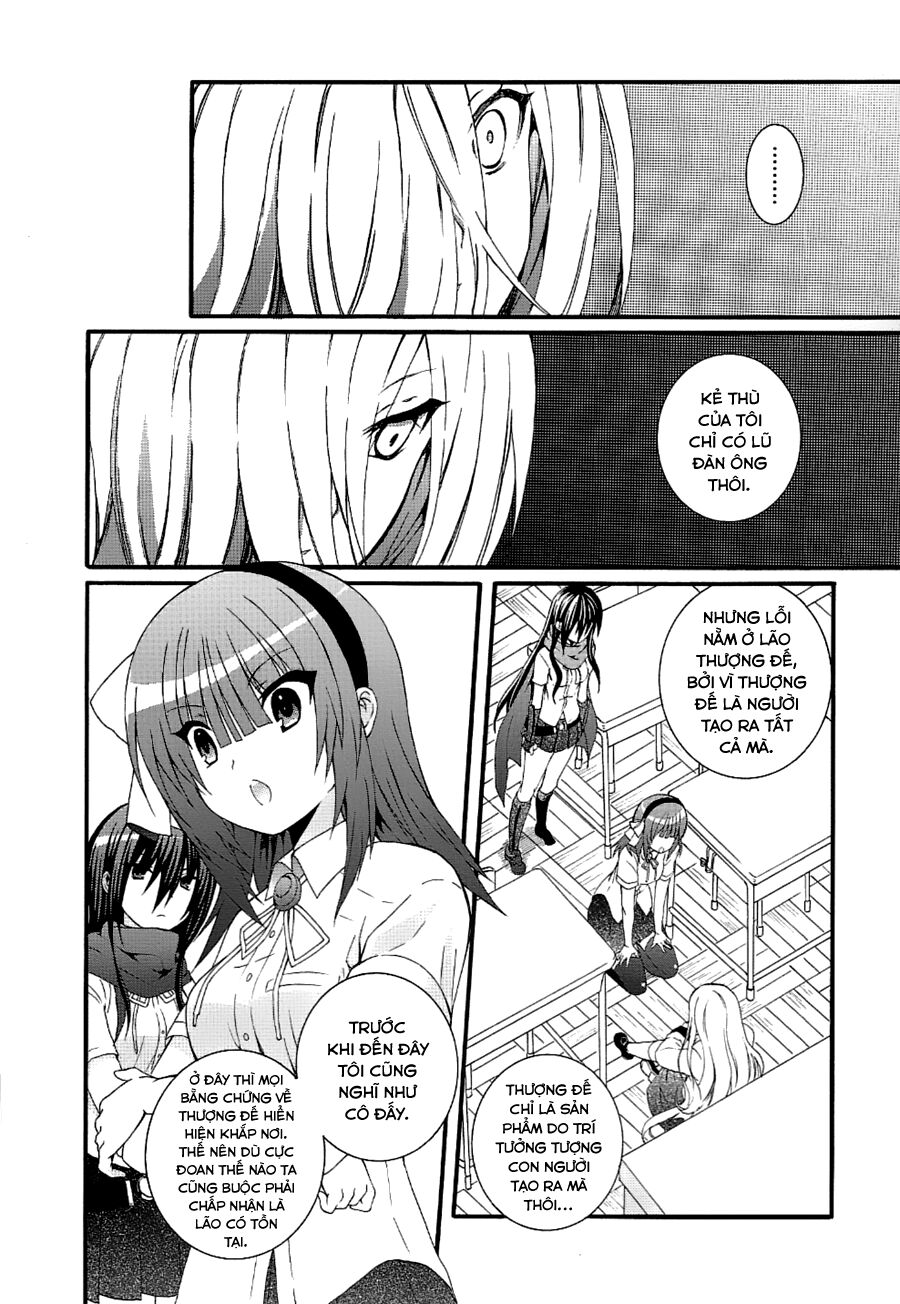 .........
KẺ THÙ
CỦA TÔI
CHỈ CÓ LŨ
ĐÀN ÔNG
THÔI.
NHƯNG LỖI
NẰM Ở LÃO
THƯỢNG ĐẾ,
BỞI VÌ THƯỢNG
ĐẾ LÀ NGƯỜI
TẠO RA TẤT
CẢ MÀ.
THƯỢNG ĐẾ
CHỈ LÀ SẢN
PHẨM DO TRÍ
TƯỞNG TƯỢNG
CON NGƯỜI
TẠO RA MÀ
THÔI...
TRƯỚC
KHI ĐẾN ĐÂY
TÔI CŨNG
NGHĨ NHƯ
CÔ ĐẤY.
Ở ĐÂY THÌ MỌI
BẰNG CHỨNG VỀ
THƯỢNG ĐẾ HIỂN
HIỆN KHẮP NƠI.
THẾ NÊN DÙ CỰC
ĐOAN THẾ NÀO TA
CŨNG BUỘC PHẢI
CHẤP NHẬN LÀ
LÃO CÓ TỒN
TẠI.